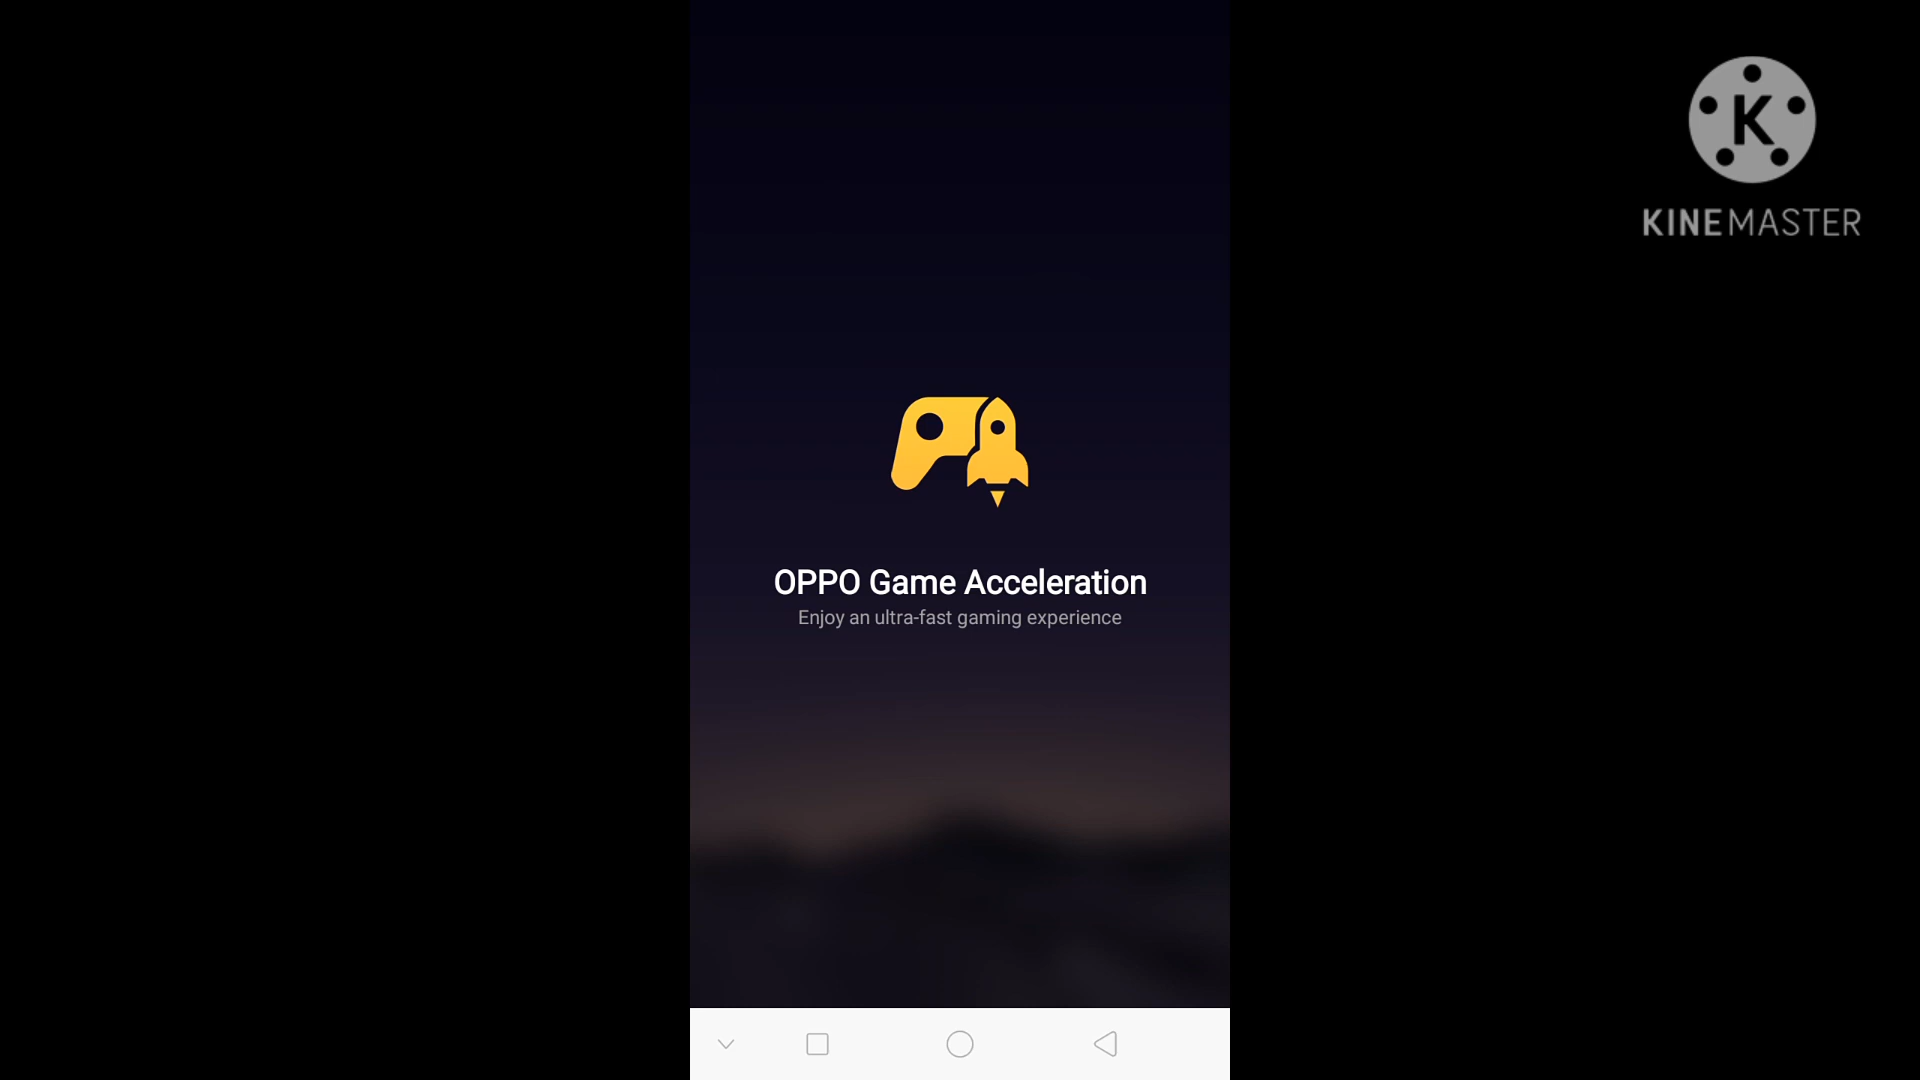 K
KINEMASTER
OPPO Game Acceleration
Enjoy an ultra-fast gaming experience